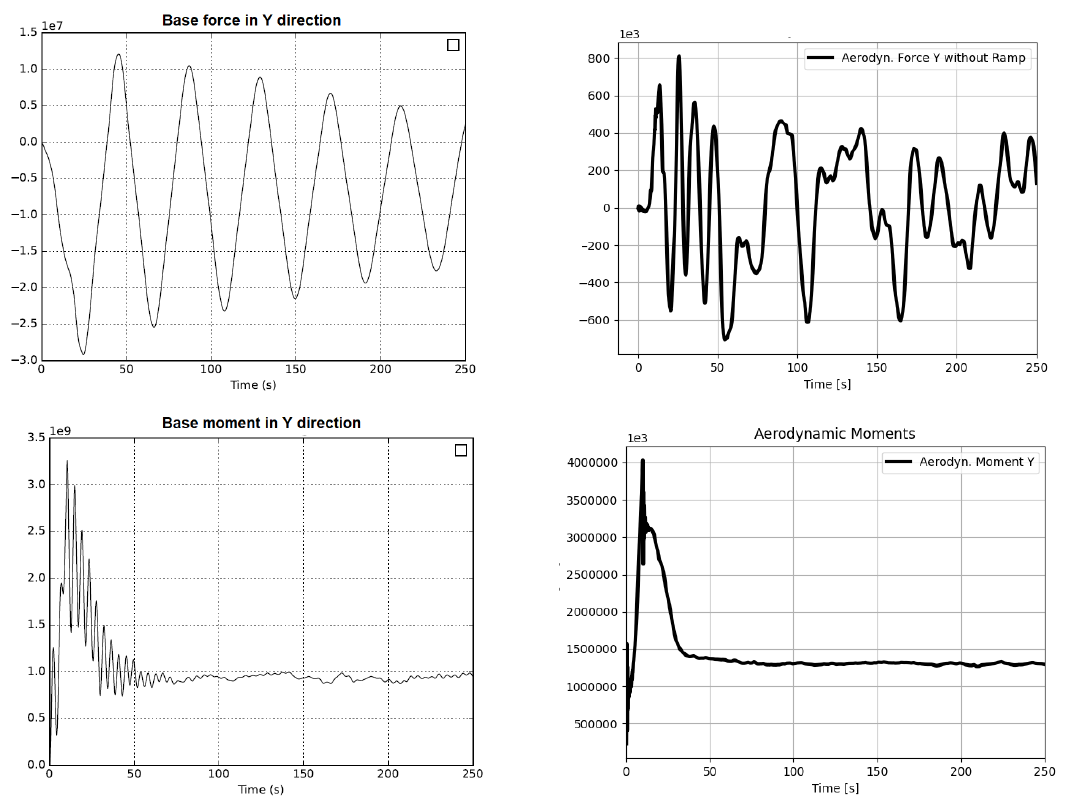 Base force in Y direction
1e7
1.5
1.0
0.5
0.0
−0.5
−1.0
−1.5
−2.0
−2.5
−3.0
0 50 100 150 200 250
Time (s)
1e3
Aerodyn. Force Y without Ramp
800
600
400
200
0
−200
−400
−600
0 50 100 150 200 250
Time [s]
Base moment in Y direction
1e9
3.5
3.0
2.5
2.0
1.5
1.0
0.5
0.0
0 50 100 150 200 250
Time (s)
Aerodynamic Moments
1e3
Aerodyn. Moment Y
4000000
3500000
3000000
2500000
2000000
1500000
1000000
500000
0 50 100 150 200 250
Time [s]